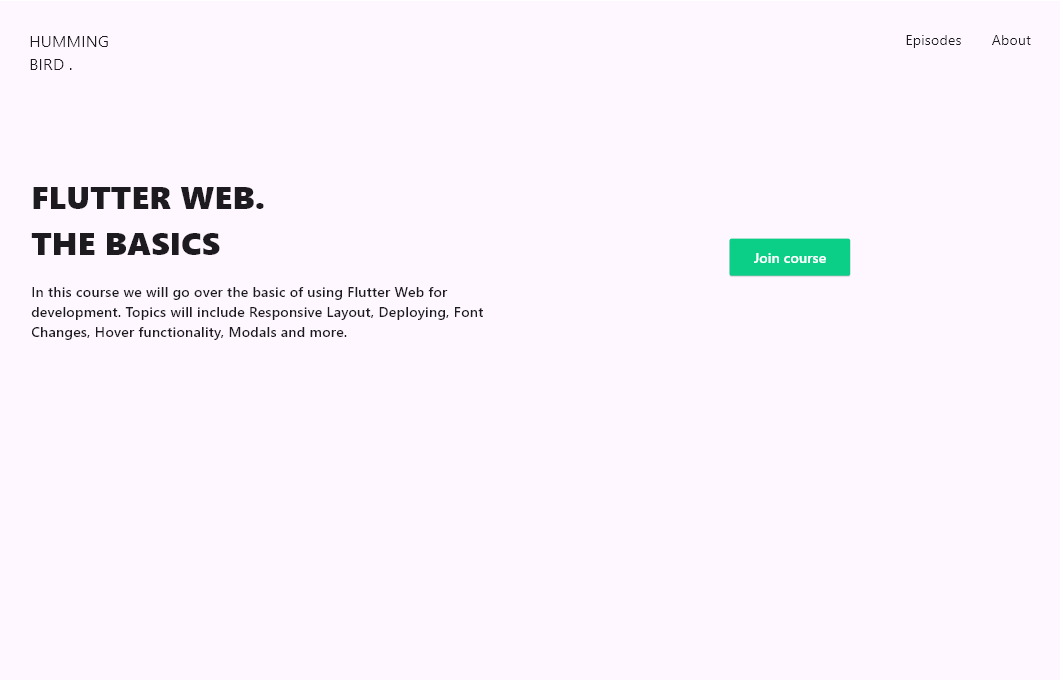 HUMMING
BIRD .
Episodes
About
FLUTTER WEB.
THE BASICS
In this course we will go over the basic of using Flutter Web for
development. Topics will include Responsive Layout, Deploying, Font
Changes, Hover functionality, Modals and more.
Join course